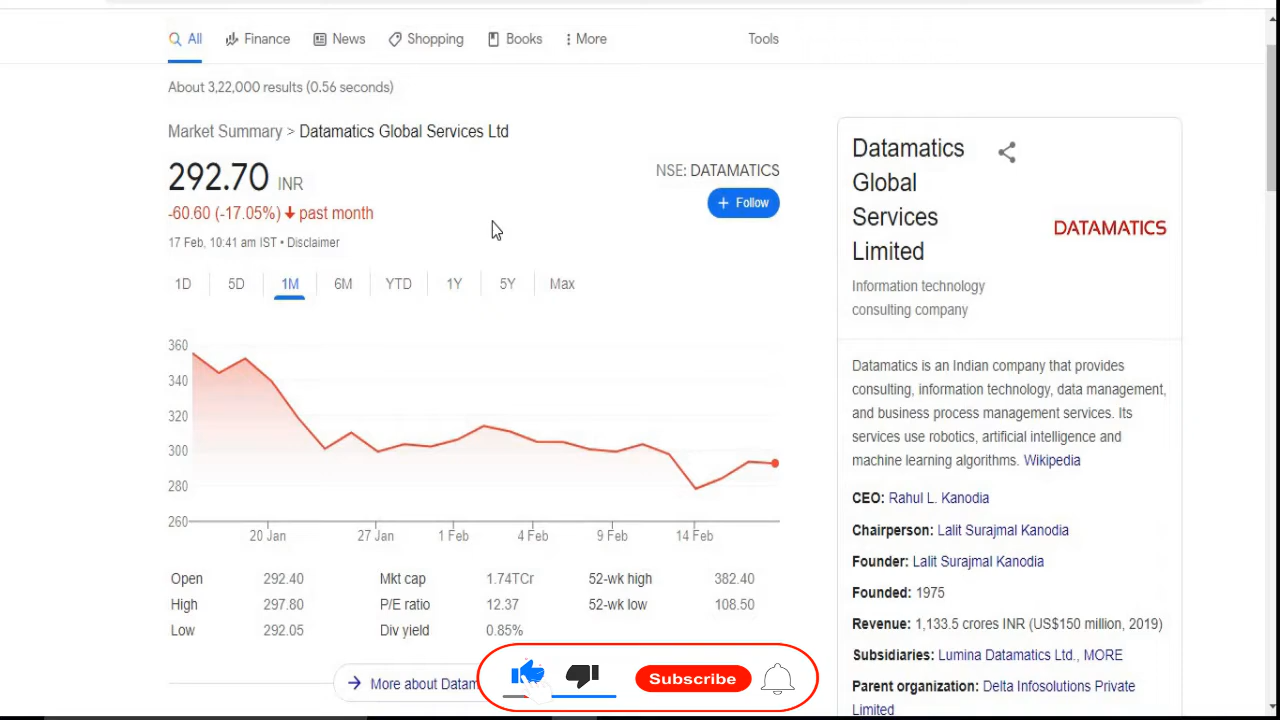 All Finance News Shopping Books More Tools
About 3,22,000 results (0.56 seconds)
Market Summary > Datamatics Global Services Ltd
292.70 INR
-60.60 (-17.05%) past month
17 Feb, 10:41 am IST • Disclaimer
NSE: DATAMATICS
+ Follow
1D 5D 1M 6M YTD 1Y 5Y Max
360
340
320
300
280
260
20 Jan 27 Jan 1 Feb 4 Feb 9 Feb 14 Feb
Open 292.40 Mkt cap 1.74TCr 52-wk high 382.40
High 297.80 P/E ratio 12.37 52-wk low 108.50
Low 292.05 Div yield 0.85%
More about Datam
Subscribe
Datamatics
Global
Services
Limited
DATAMATICS
Information technology
consulting company
Datamatics is an Indian company that provides
consulting, information technology, data management,
and business process management services. Its
services use robotics, artificial intelligence and
machine learning algorithms. Wikipedia
CEO: Rahul L. Kanodia
Chairperson: Lalit Surajmal Kanodia
Founder: Lalit Surajmal Kanodia
Founded: 1975
Revenue: 1,133.5 crores INR (US$150 million, 2019)
Subsidiaries: Lumina Datamatics Ltd., MORE
Parent organization: Delta Infosolutions Private
Limited